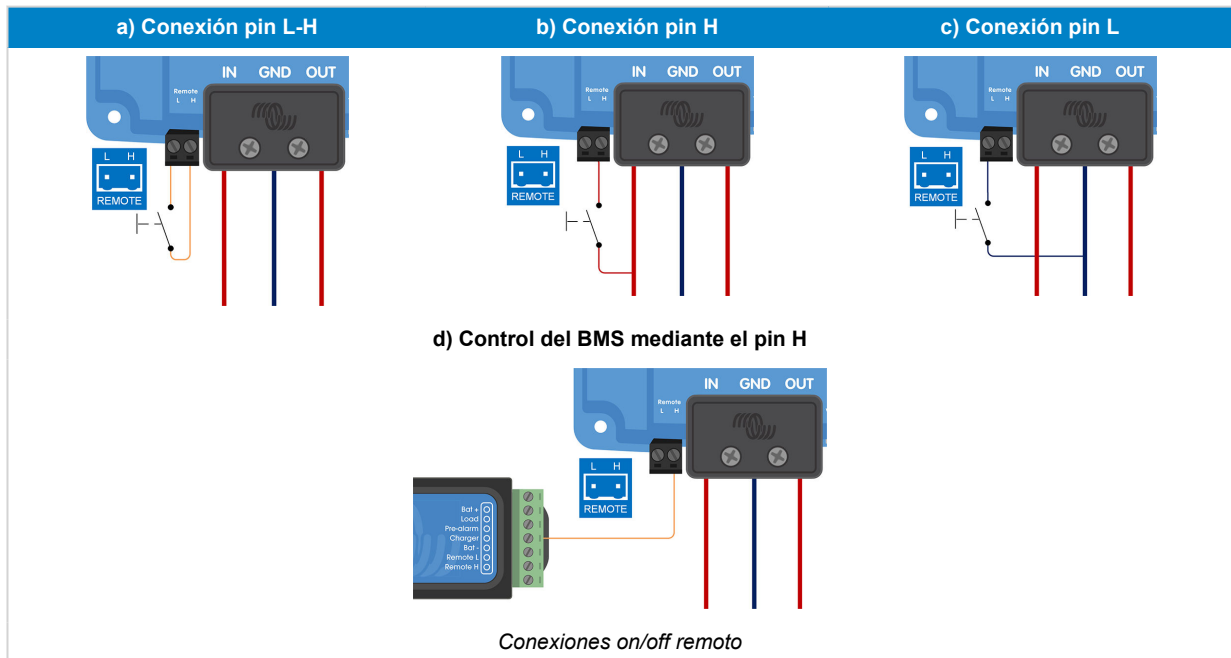 a) Conexión pin L-H
b) Conexión pin H
c) Conexión pin L
IN GND OUT
Remote
L H
L H
REMOTE
IN GND OUT
Remote
L H
L H
REMOTE
IN GND OUT
Remote
L H
L H
REMOTE
d) Control del BMS mediante el pin H
IN GND OUT
Remote
L H
L H
REMOTE
Bat +
Load
Pre-alarm
Charger
Bat -
Remote L
Remote H
Conexiones on/off remoto